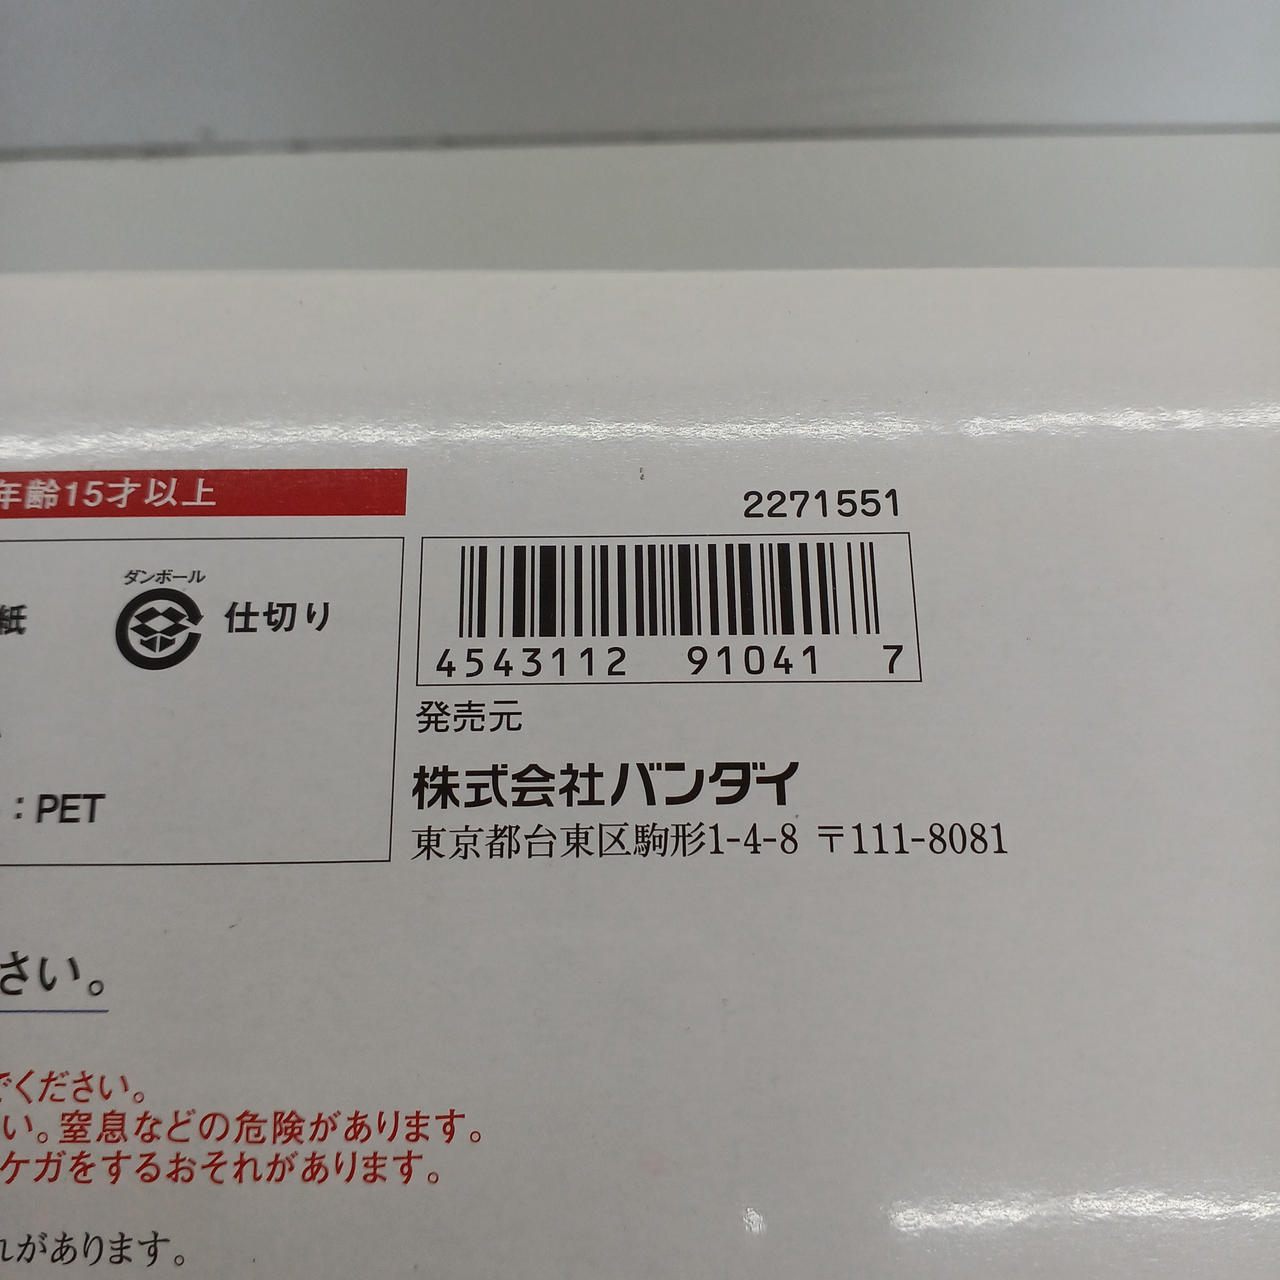 年齢15才以上
2271551
ダンボール
紙
仕切り
4543112 91041 7
発売元
: PET
株式会社バンダイ
東京都台東区駒形1-4-8 〒111-8081
さい。
でください。
い。窒息などの危険があります。
ケガをするおそれがあります。
れがあります。